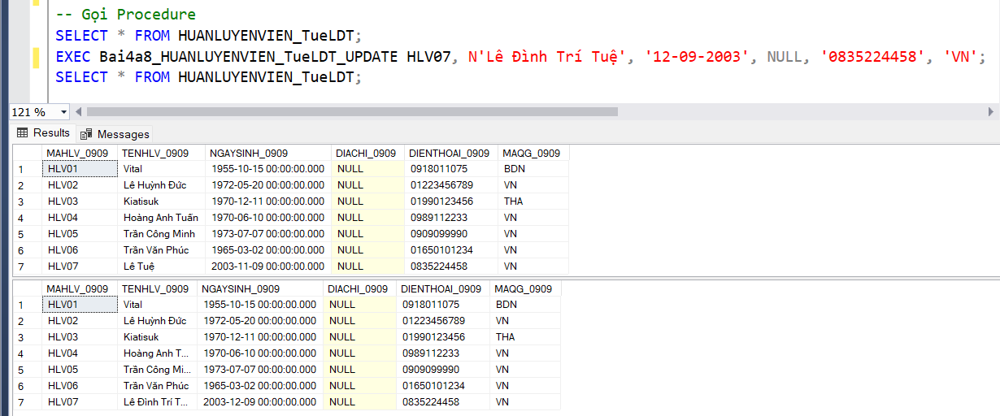 -- Gọi Procedure
SELECT * FROM HUANLUYENVIEN_TueLDT;
EXEC Bai4a8_HUANLUYENVIEN_TueLDT_UPDATE HLV07, N'Lê Đình Trí Tuệ', '12-09-2003', NULL, '0835224458', 'VN';
SELECT * FROM HUANLUYENVIEN_TueLDT;
121 %
Results Messages
MAHLV_0909 TENHLV_0909 NGAYSINH_0909 DIACHI_0909 DIENTHOAI_0909 MAQG_0909
1 HLV01 Vital 1955-10-15 00:00:00.000 NULL 0918011075 BDN
2 HLV02 Lê Huỳnh Đức 1972-05-20 00:00:00.000 NULL 01223456789 VN
3 HLV03 Kiatisuk 1970-12-11 00:00:00.000 NULL 01990123456 THA
4 HLV04 Hoàng Anh Tuấn 1970-06-10 00:00:00.000 NULL 0989112233 VN
5 HLV05 Trần Công Minh 1973-07-07 00:00:00.000 NULL 0909099990 VN
6 HLV06 Trần Văn Phúc 1965-03-02 00:00:00.000 NULL 01650101234 VN
7 HLV07 Lê Tuệ 2003-11-09 00:00:00.000 NULL 0835224458 VN
MAHLV_0909 TENHLV_0909 NGAYSINH_0909 DIACHI_0909 DIENTHOAI_0909 MAQG_0909
1 HLV01 Vital 1955-10-15 00:00:00.000 NULL 0918011075 BDN
2 HLV02 Lê Huỳnh Đức 1972-05-20 00:00:00.000 NULL 01223456789 VN
3 HLV03 Kiatisuk 1970-12-11 00:00:00.000 NULL 01990123456 THA
4 HLV04 Hoàng Anh T... 1970-06-10 00:00:00.000 NULL 0989112233 VN
5 HLV05 Trần Công Mi... 1973-07-07 00:00:00.000 NULL 0909099990 VN
6 HLV06 Trần Văn Phúc 1965-03-02 00:00:00.000 NULL 01650101234 VN
7 HLV07 Lê Đình Trí T... 2003-12-09 00:00:00.000 NULL 0835224458 VN